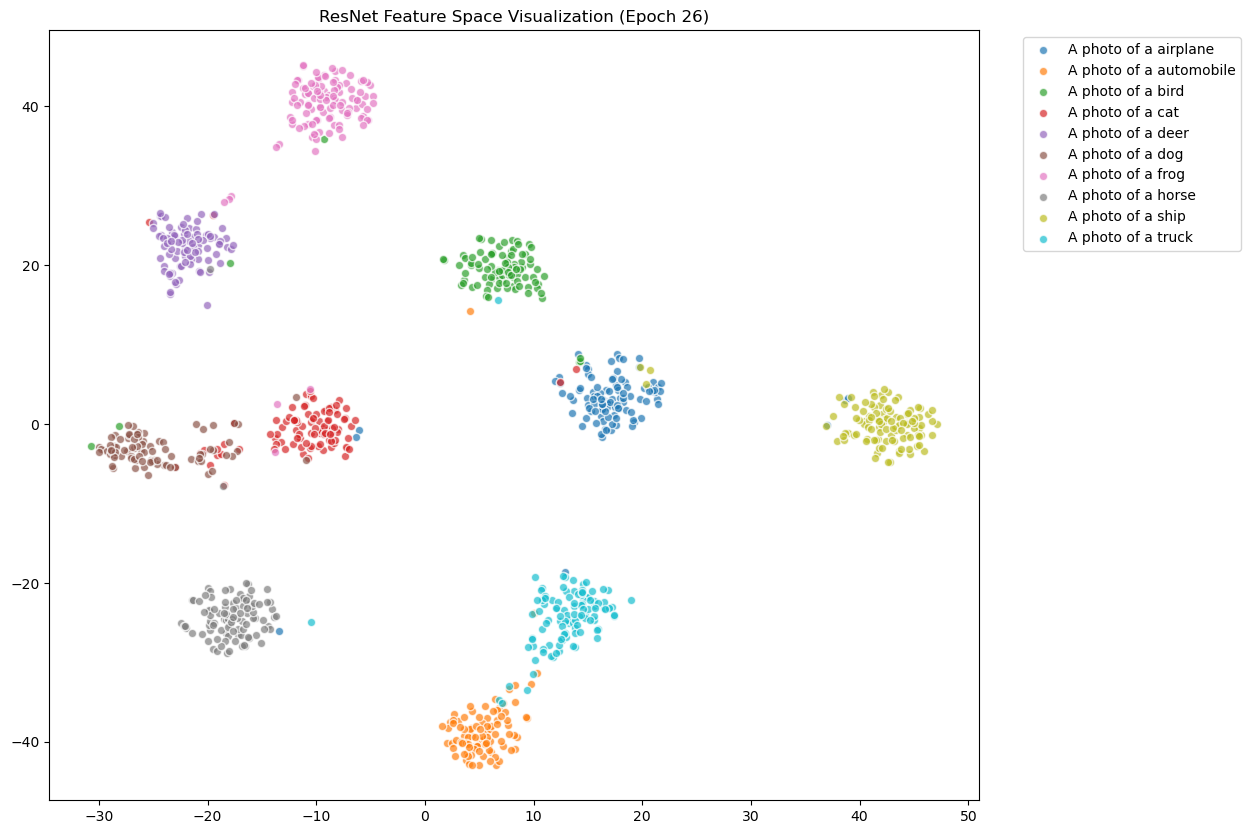 ResNet Feature Space Visualization (Epoch 26)
A photo of a airplane
A photo of a automobile
A photo of a bird
A photo of a cat
A photo of a deer
A photo of a dog
A photo of a frog
A photo of a horse
A photo of a ship
A photo of a truck
40
20
0
−20
−40
−30 −20 −10 0 10 20 30 40 50